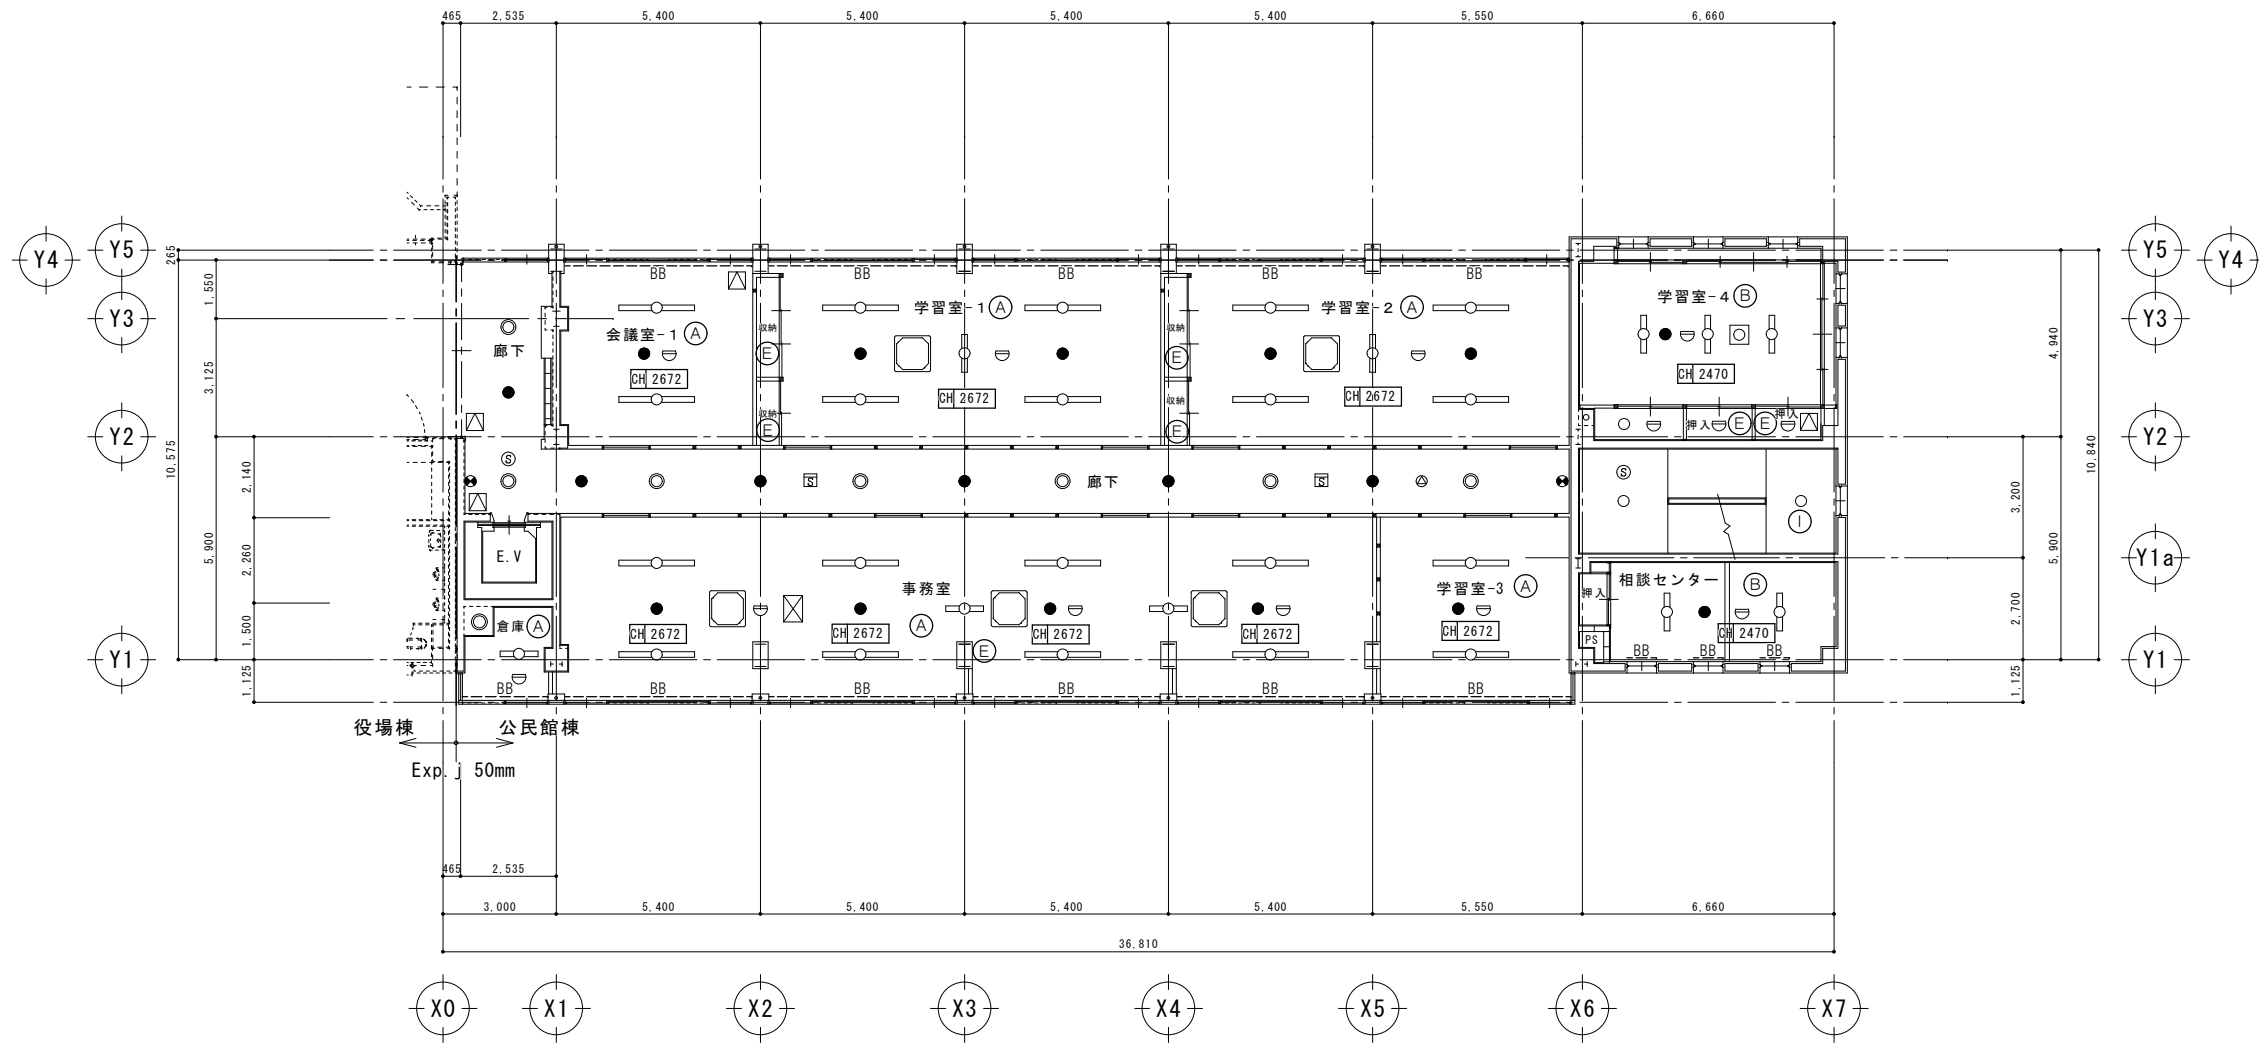 465 2,535 5,400 5,400 5,400 5,400 5,550 6,660
Y5 Y5
Y4 Y4
265
BB BB BB BB BB
1,550
学習室-4 Ⓑ
学習室-1 Ⓐ 学習室-2 Ⓐ
Y3 Y3
会議室-1 Ⓐ 収納 収納
廊下 4,940
E E
3,125
CH 2672 CH 2470
CH 2672 CH 2672
収納 収納
押入
押入 E E
E E
Y2 Y2
10,575 10,840
S S
2,140
S S 廊下
3,200
I
5,900 5,900
E.V
2,260
Y1a
相談センター Ⓑ
事務室 学習室-3 Ⓐ
押入
倉庫 Ⓐ Ⓐ
1,500 2,700
CH 2672 CH 2672 CH 2672 CH 2672 CH 2672 CH 2470
PS
E BB BB BB
Y1 Y1
1,125 1,125
BB BB BB BB BB BB
役場棟 公民館棟
Exp.j 50mm
465 2,535
3,000 5,400 5,400 5,400 5,400 5,550 6,660
36,810
X0 X1 X2 X3 X4 X5 X6 X7